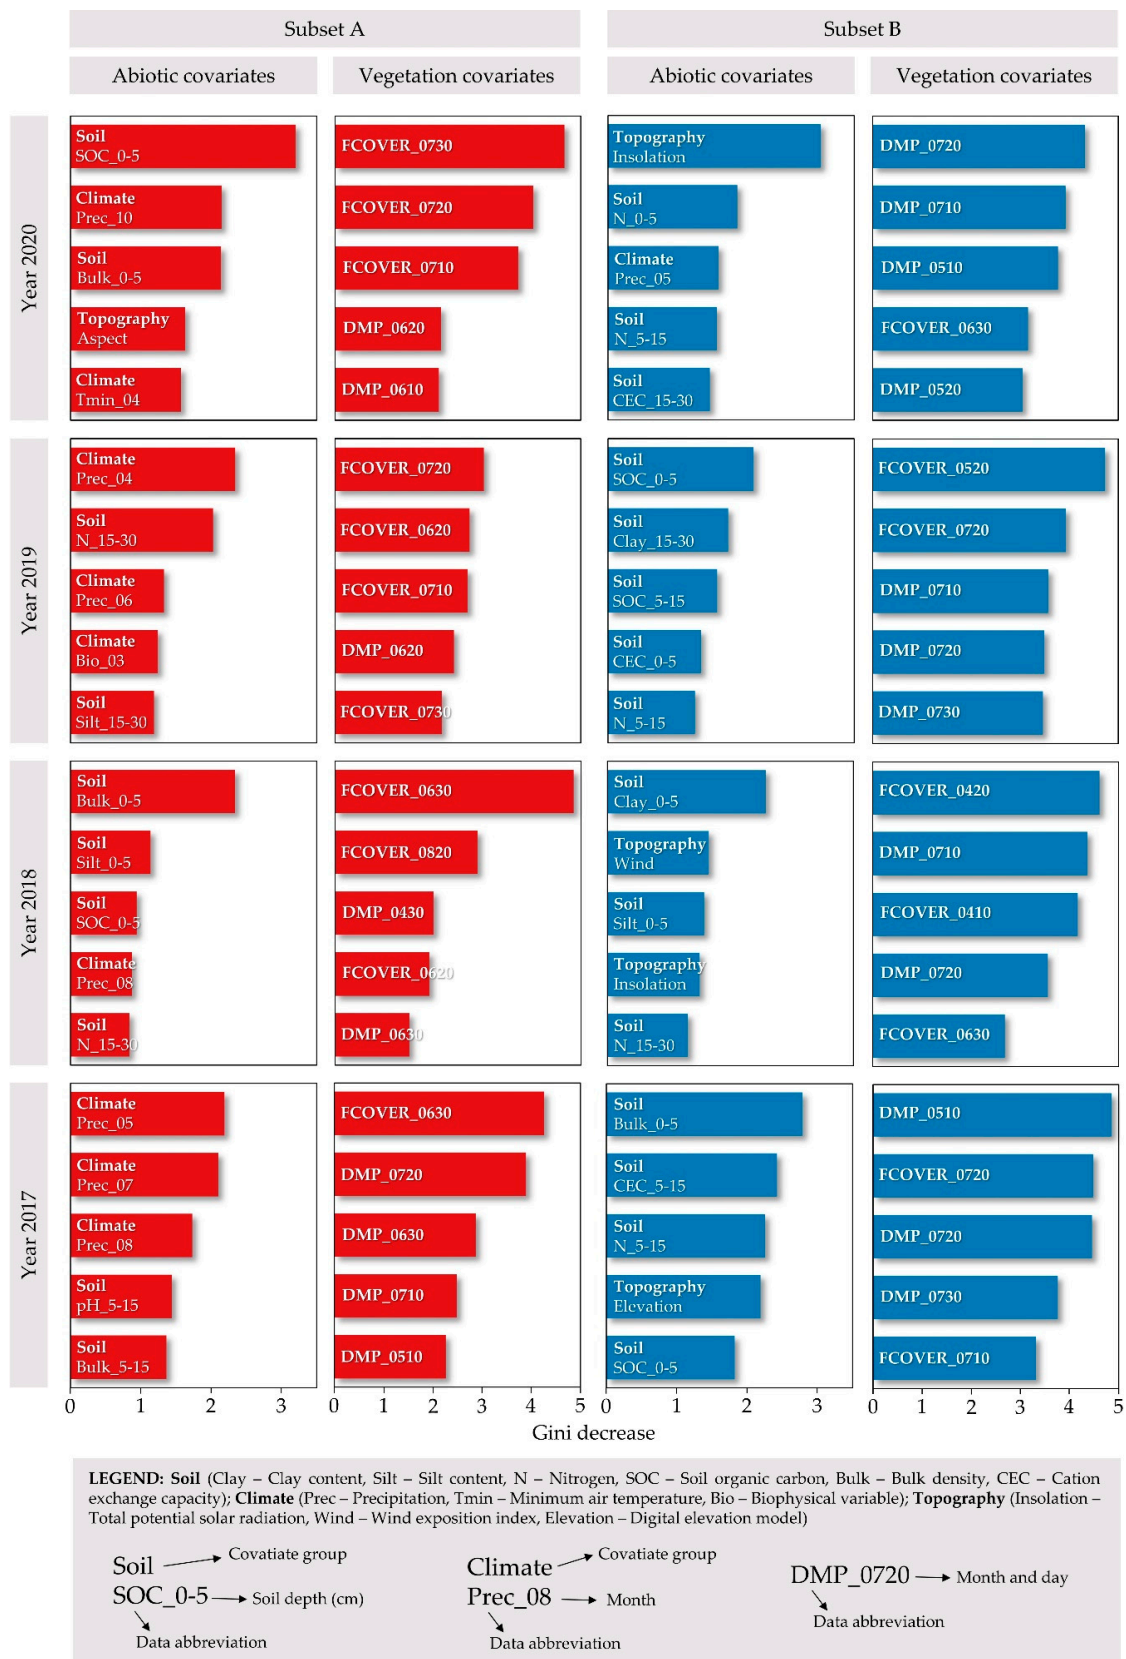 Subset A
Subset B
Abiotic covariates
Vegetation covariates
Abiotic covariates
Vegetation covariates
Year 2020
Soil
SOC_0-5
Climate
Prec_10
Soil
Bulk_0-5
Topography
Aspect
Climate
Tmin_04
FCOVER_0730
FCOVER_0720
FCOVER_0710
DMP_0620
DMP_0610
Topography
Insolation
Soil
N_0-5
Climate
Prec_05
Soil
N_5-15
Soil
CEC_15-30
DMP_0720
DMP_0710
DMP_0510
FCOVER_0630
DMP_0520
Year 2019
Climate
Prec_04
Soil
N_15-30
Climate
Prec_06
Climate
Bio_03
Soil
Silt_15-30
FCOVER_0720
FCOVER_0620
FCOVER_0710
DMP_0620
FCOVER_0730
Soil
SOC_0-5
Soil
Clay_15-30
Soil
SOC_5-15
Soil
CEC_0-5
Soil
N_5-15
FCOVER_0520
FCOVER_0720
DMP_0710
DMP_0720
DMP_0730
Year 2018
Soil
Bulk_0-5
Soil
Silt_0-5
Soil
SOC_0-5
Climate
Prec_08
Soil
N_15-30
FCOVER_0630
FCOVER_0820
DMP_0430
FCOVER_0620
DMP_0630
Soil
Clay_0-5
Topography
Wind
Soil
Silt_0-5
Topography
Insolation
Soil
N_15-30
FCOVER_0420
DMP_0710
FCOVER_0410
DMP_0720
FCOVER_0630
Year 2017
Climate
Prec_05
Climate
Prec_07
Climate
Prec_08
Soil
pH_5-15
Soil
Bulk_5-15
FCOVER_0630
DMP_0720
DMP_0630
DMP_0710
DMP_0510
Soil
Bulk_0-5
Soil
CEC_5-15
Soil
N_5-15
Topography
Elevation
Soil
SOC_0-5
DMP_0510
FCOVER_0720
DMP_0720
DMP_0730
FCOVER_0710
0 1 2 3
0 1 2 3 4 5
0 1 2 3
0 1 2 3 4 5
Gini decrease
LEGEND: Soil (Clay – Clay content, Silt – Silt content, N – Nitrogen, SOC – Soil organic carbon, Bulk – Bulk density, CEC – Cation
exchange capacity); Climate (Prec – Precipitation, Tmin – Minimum air temperature, Bio – Biophysical variable); Topography (Insolation –
Total potential solar radiation, Wind – Wind exposition index, Elevation – Digital elevation model)
Soil
Covatiate group
SOC_0-5
Soil depth (cm)
Data abbreviation
Climate
Covatiate group
Prec_08
Month
Data abbreviation
DMP_0720
Month and day
Data abbreviation